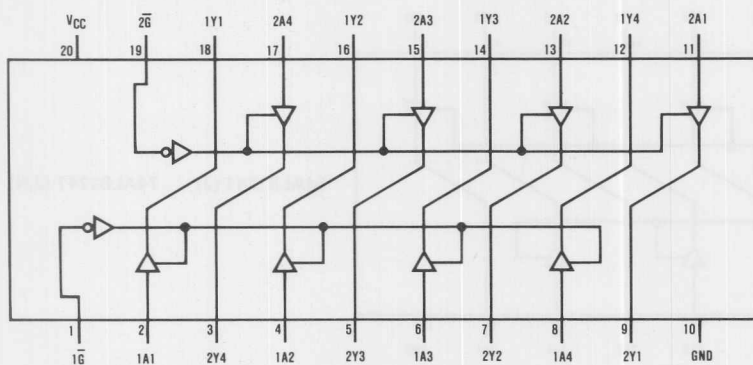 VCC 2G̅ 1Y1 2A4 1Y2 2A3 1Y3 2A2 1Y4 2A1
20 19 18 17 16 15 14 13 12 11
1 2 3 4 5 6 7 8 9 10
1G̅ 1A1 2Y4 1A2 2Y3 1A3 2Y2 1A4 2Y1 GND